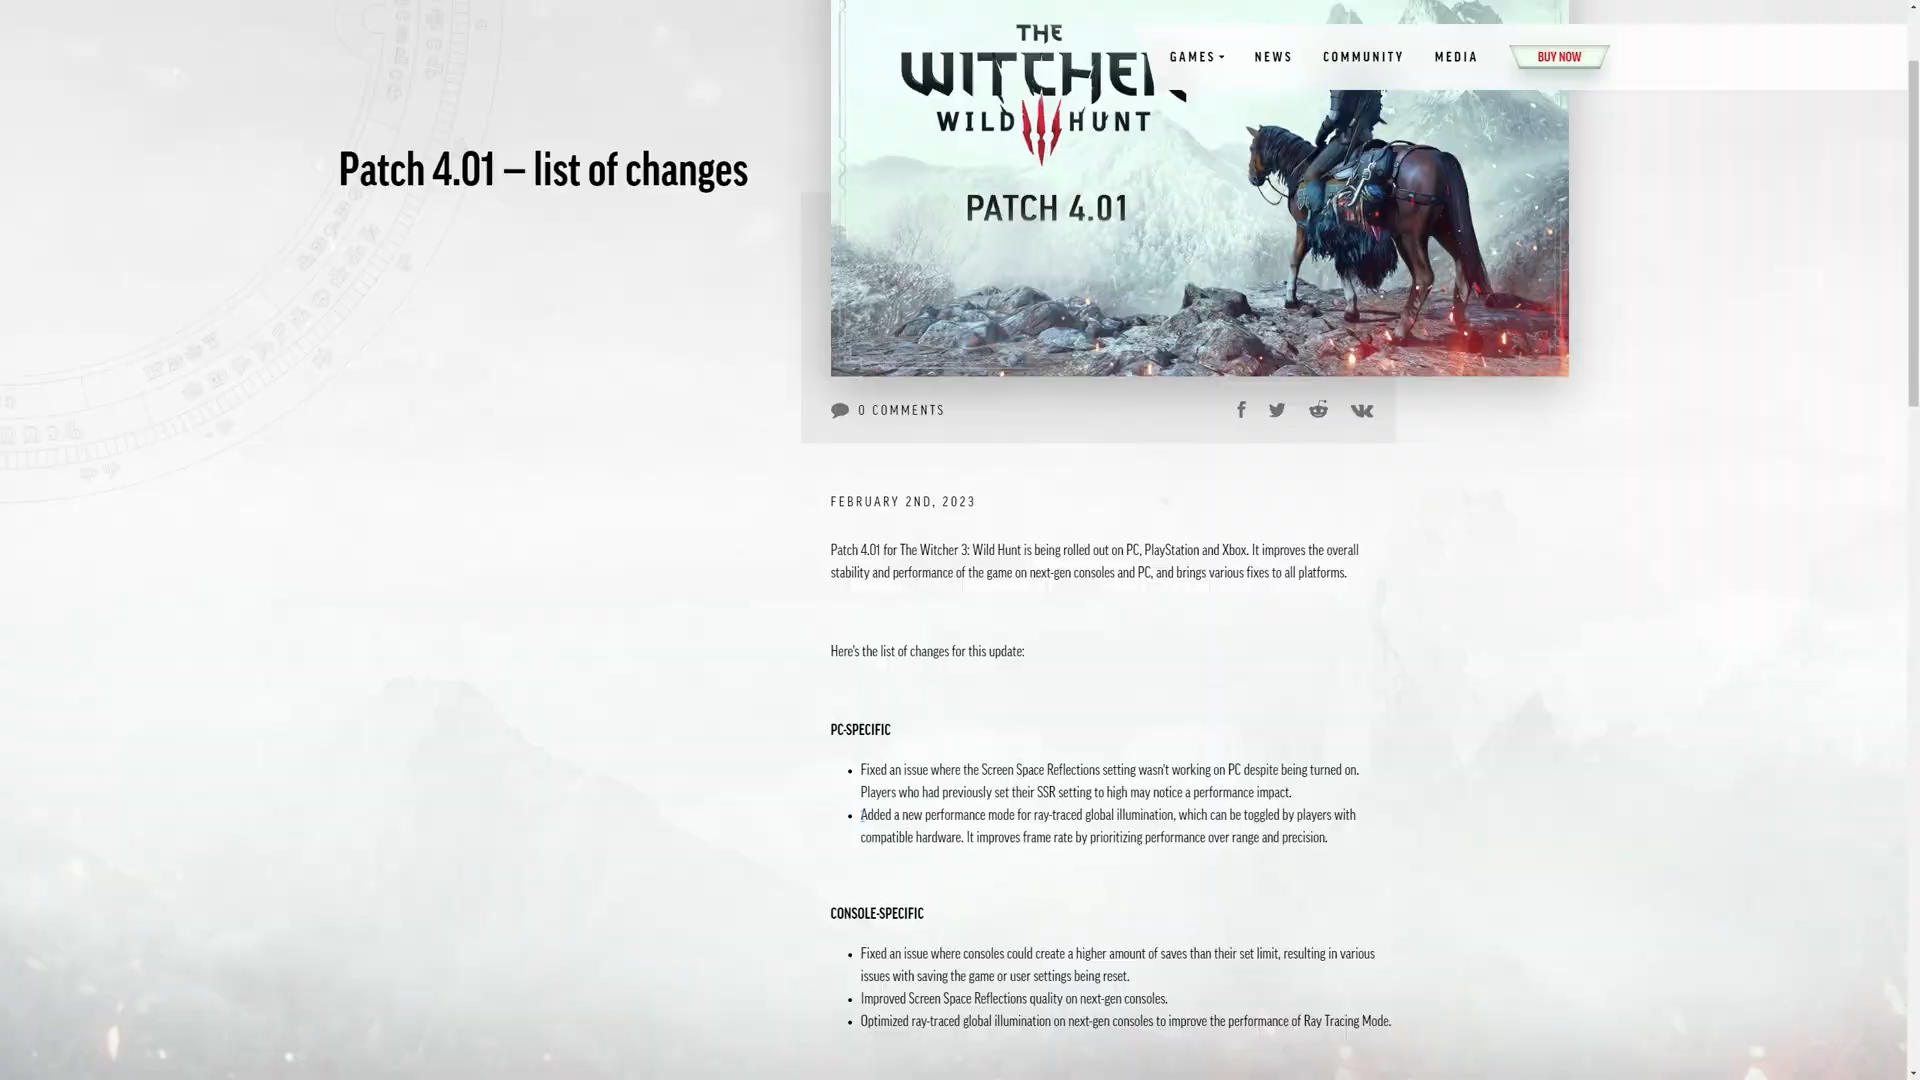 THE
WITCHER
WILD HUNT
PATCH 4.01
GAMES
NEWS
COMMUNITY
MEDIA
BUY NOW
Patch 4.01 – list of changes
0 COMMENTS
FEBRUARY 2ND, 2023
Patch 4.01 for The Witcher 3: Wild Hunt is being rolled out on PC, PlayStation and Xbox. It improves the overall
stability and performance of the game on next-gen consoles and PC, and brings various fixes to all platforms.
Here's the list of changes for this update:
PC-SPECIFIC
• Fixed an issue where the Screen Space Reflections setting wasn't working on PC despite being turned on.
Players who had previously set their SSR setting to high may notice a performance impact.
• Added a new performance mode for ray-traced global illumination, which can be toggled by players with
compatible hardware. It improves frame rate by prioritizing performance over range and precision.
CONSOLE-SPECIFIC
• Fixed an issue where consoles could create a higher amount of saves than their set limit, resulting in various
issues with saving the game or user settings being reset.
• Improved Screen Space Reflections quality on next-gen consoles.
• Optimized ray-traced global illumination on next-gen consoles to improve the performance of Ray Tracing Mode.